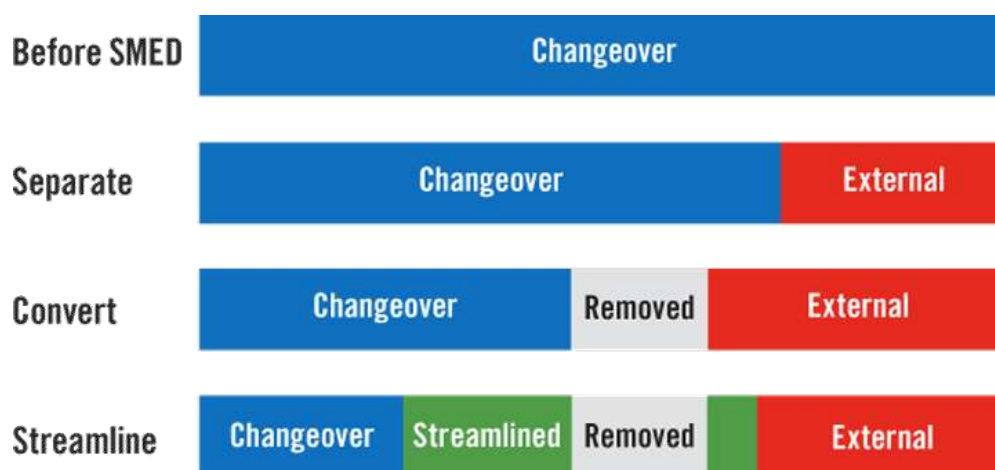 Before SMED Changeover
Separate Changeover External
Convert Changeover Removed External
Streamline Changeover Streamlined Removed External